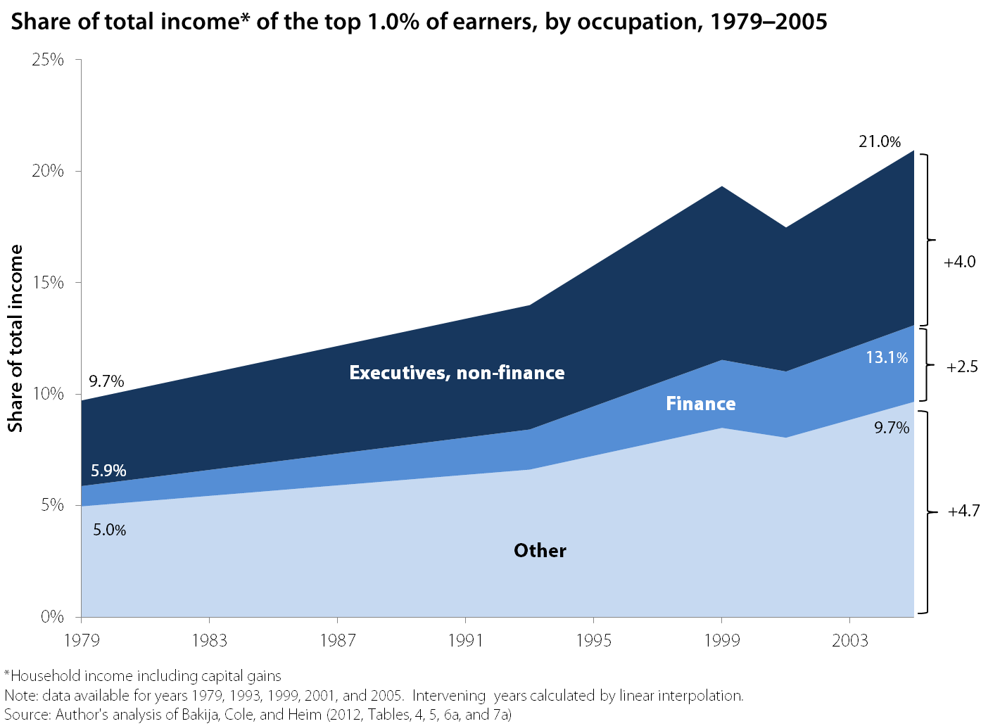 Share of total income* of the top 1.0% of earners, by occupation, 1979–2005
25%
21.0%
20%
+4.0
15%
Share of total income
13.1%
+2.5
Executives, non-finance
9.7%
10%
Finance
9.7%
5.9%
5%
+4.7
5.0%
Other
0%
1979 1983 1987 1991 1995 1999 2003
*Household income including capital gains
Note: data available for years 1979, 1993, 1999, 2001, and 2005.  Intervening  years calculated by linear interpolation.
Source: Author's analysis of Bakija, Cole, and Heim (2012, Tables, 4, 5, 6a, and 7a)